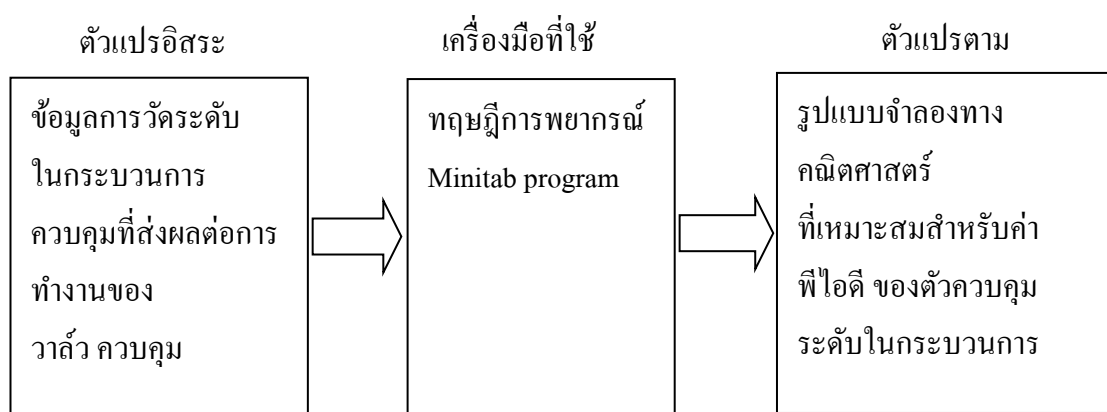 ตัวแปรอิสระ
เครื่องมือที่ใช้
ตัวแปรตาม
ข้อมูลการวัดระดับ
ในกระบวนการ
ควบคุมที่ส่งผลต่อการ
ทำงานของ
วาล์ว ควบคุม
ทฤษฎีการพยากรณ์
Minitab program
รูปแบบจำลองทาง
คณิตศาสตร์
ที่เหมาะสมสำหรับค่า
พีไอดี ของตัวควบคุม
ระดับในกระบวนการ